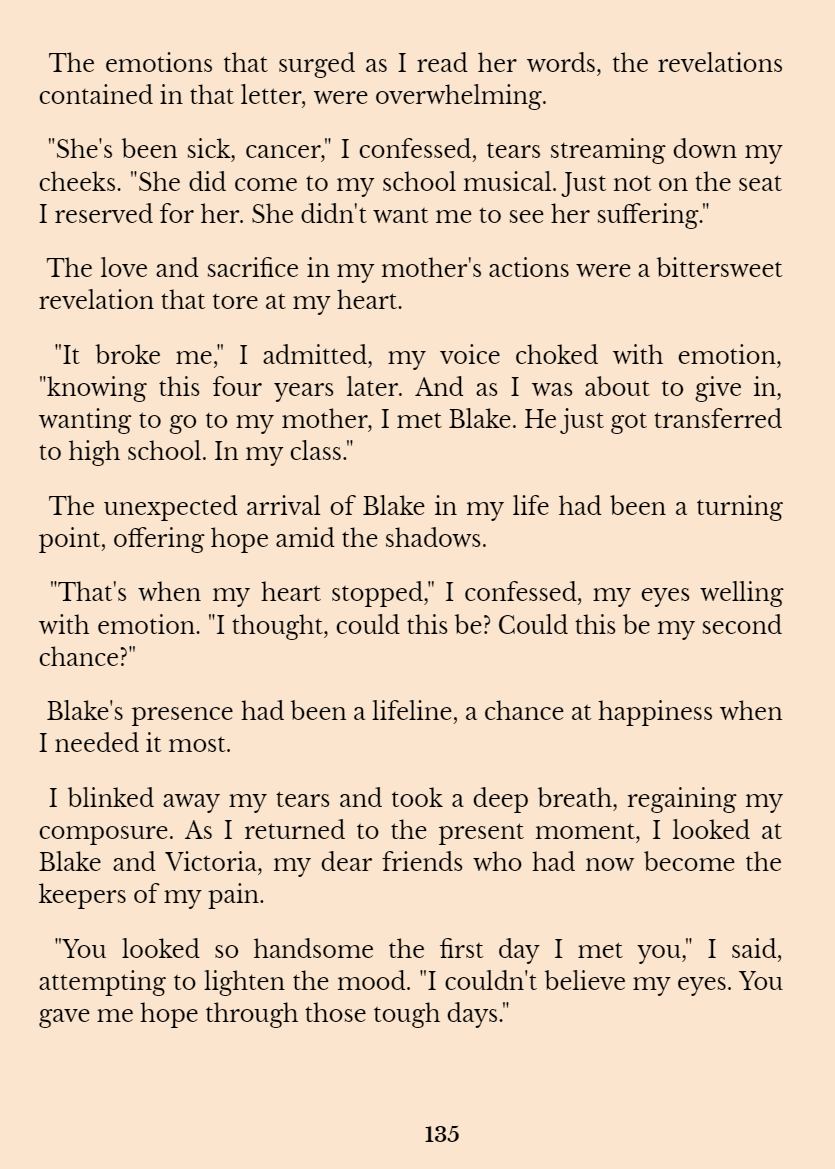 The emotions that surged as I read her words, the revelations
contained in that letter, were overwhelming.
"She's been sick, cancer," I confessed, tears streaming down my
cheeks. "She did come to my school musical. Just not on the seat
I reserved for her. She didn't want me to see her suffering."
The love and sacrifice in my mother's actions were a bittersweet
revelation that tore at my heart.
"It broke me," I admitted, my voice choked with emotion,
"knowing this four years later. And as I was about to give in,
wanting to go to my mother, I met Blake. He just got transferred
to high school. In my class."
The unexpected arrival of Blake in my life had been a turning
point, offering hope amid the shadows.
"That's when my heart stopped," I confessed, my eyes welling
with emotion. "I thought, could this be? Could this be my second
chance?"
Blake's presence had been a lifeline, a chance at happiness when
I needed it most.
I blinked away my tears and took a deep breath, regaining my
composure. As I returned to the present moment, I looked at
Blake and Victoria, my dear friends who had now become the
keepers of my pain.
"You looked so handsome the first day I met you," I said,
attempting to lighten the mood. "I couldn't believe my eyes. You
gave me hope through those tough days."
135